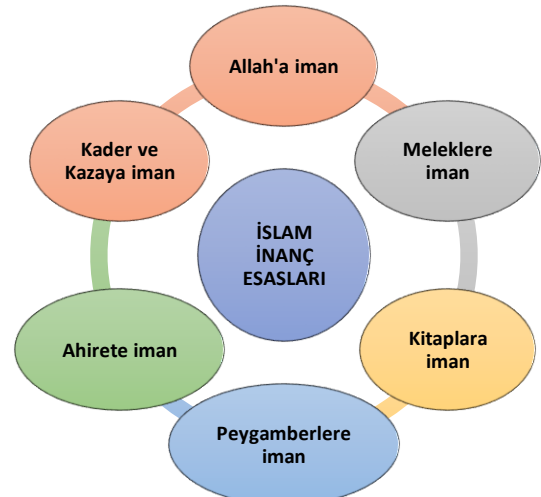 Allah'a iman
Meleklere
iman
Kitaplara
iman
Peygamberlere
iman
Ahirete iman
Kader ve
Kazaya iman
İSLAM
İNANÇ
ESASLARI